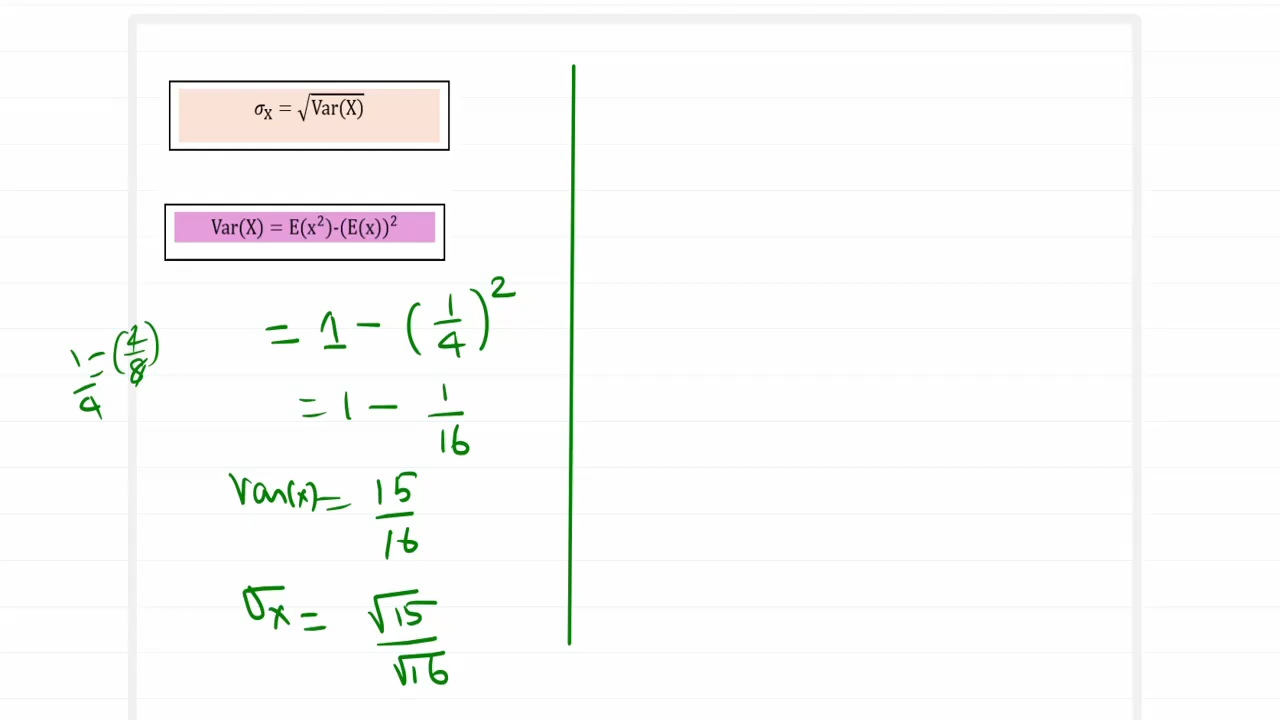 σX = √Var(X)
Var(X) = E(x²)-(E(x))²
= 1 - (1/4)²
1/4 = (2/8)
= 1 - 1/16
Var(x) = 15/16
σx = √15/√16